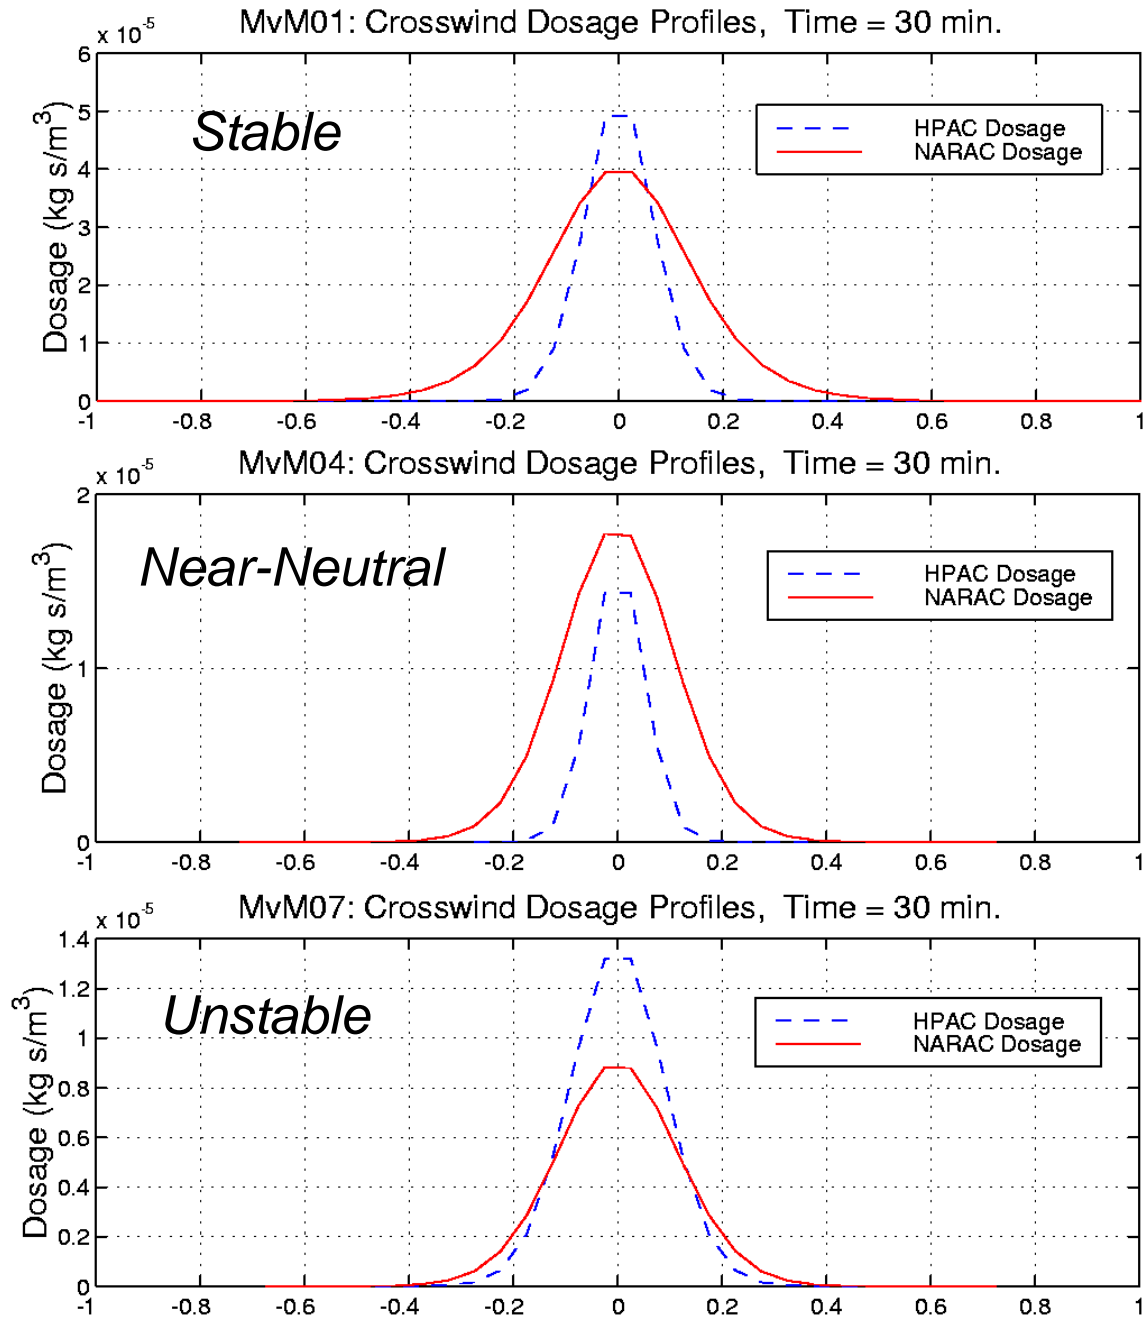 MvM01: Crosswind Dosage Profiles, Time = 30 min.
x 10^-5
6
5
4
3
2
1
0
Dosage (kg s/m^3)
Stable
HPAC Dosage
NARAC Dosage
-1 -0.8 -0.6 -0.4 -0.2 0 0.2 0.4 0.6 0.8 1
MvM04: Crosswind Dosage Profiles, Time = 30 min.
x 10^-5
2
1
0
Dosage (kg s/m^3)
Near-Neutral
HPAC Dosage
NARAC Dosage
-1 -0.8 -0.6 -0.4 -0.2 0 0.2 0.4 0.6 0.8 1
MvM07: Crosswind Dosage Profiles, Time = 30 min.
x 10^-5
1.4
1.2
1
0.8
0.6
0.4
0.2
0
Dosage (kg s/m^3)
Unstable
HPAC Dosage
NARAC Dosage
-1 -0.8 -0.6 -0.4 -0.2 0 0.2 0.4 0.6 0.8 1